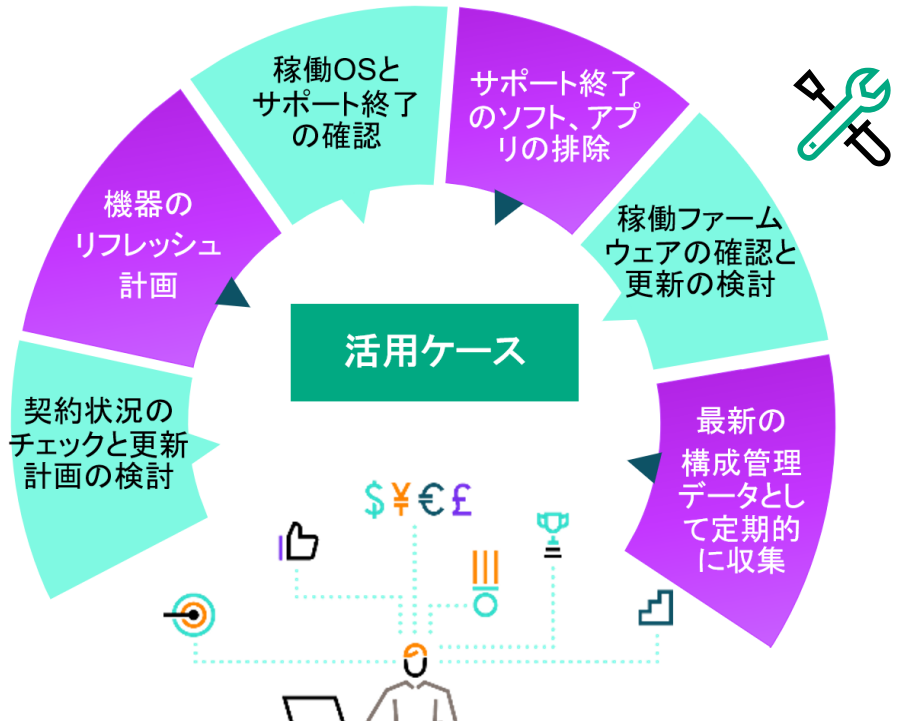 稼働OSと
サポート終了
の確認
サポート終了
のソフト、アプ
リの排除
機器の
リフレッシュ
計画
稼働ファーム
ウェアの確認と
更新の検討
活用ケース
契約状況の
チェックと更新
計画の検討
最新の
構成管理
データとし
て定期的
に収集
$¥€£